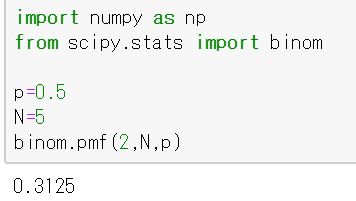 import numpy as np
from scipy.stats import binom
p=0.5
N=5
binom.pmf(2,N,p)
0.3125